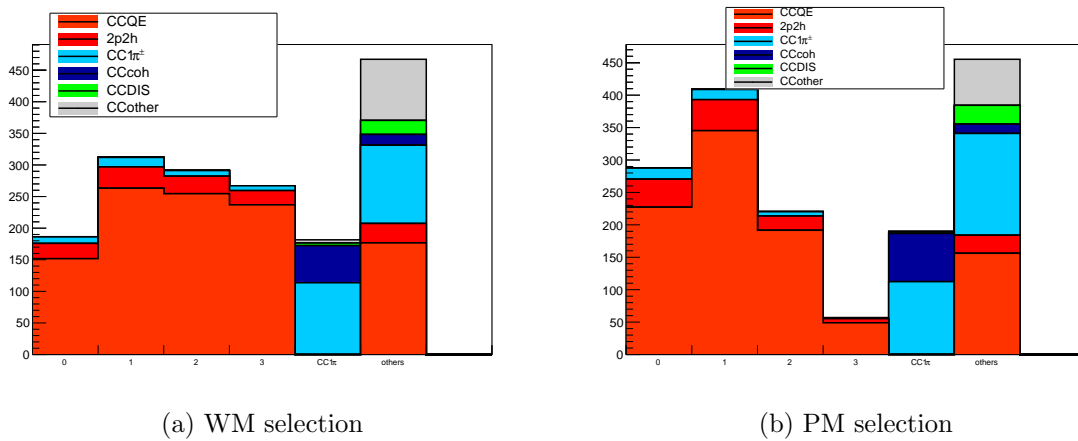 CCQE
2p2h
CC1π±
CCcoh
CCDIS
CCother
450
400
350
300
250
200
150
100
50
0
0 1 2 3 CC1π others
(a) WM selection
CCQE
2p2h
CC1π±
CCcoh
CCDIS
CCother
450
400
350
300
250
200
150
100
50
0
0 1 2 3 CC1π others
(b) PM selection